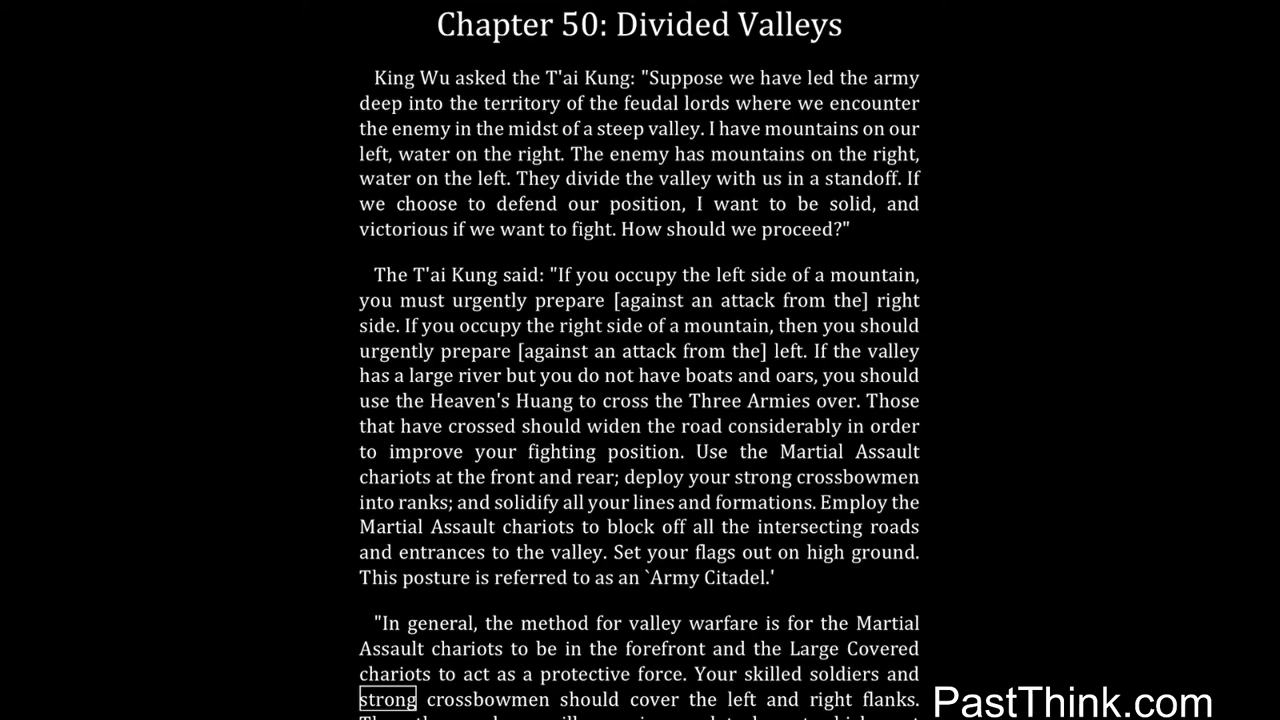 Chapter 50: Divided Valleys
King Wu asked the T'ai Kung: "Suppose we have led the army
deep into the territory of the feudal lords where we encounter
the enemy in the midst of a steep valley. I have mountains on our
left, water on the right. The enemy has mountains on the right,
water on the left. They divide the valley with us in a standoff. If
we choose to defend our position, I want to be solid, and
victorious if we want to fight. How should we proceed?"
The T'ai Kung said: "If you occupy the left side of a mountain,
you must urgently prepare [against an attack from the] right
side. If you occupy the right side of a mountain, then you should
urgently prepare [against an attack from the] left. If the valley
has a large river but you do not have boats and oars, you should
use the Heaven's Huang to cross the Three Armies over. Those
that have crossed should widen the road considerably in order
to improve your fighting position. Use the Martial Assault
chariots at the front and rear; deploy your strong crossbowmen
into ranks; and solidify all your lines and formations. Employ the
Martial Assault chariots to block off all the intersecting roads
and entrances to the valley. Set your flags out on high ground.
This posture is referred to as an `Army Citadel.'
"In general, the method for valley warfare is for the Martial
Assault chariots to be in the forefront and the Large Covered
chariots to act as a protective force. Your skilled soldiers and
strong crossbowmen should cover the left and right flanks.
PastThink.com